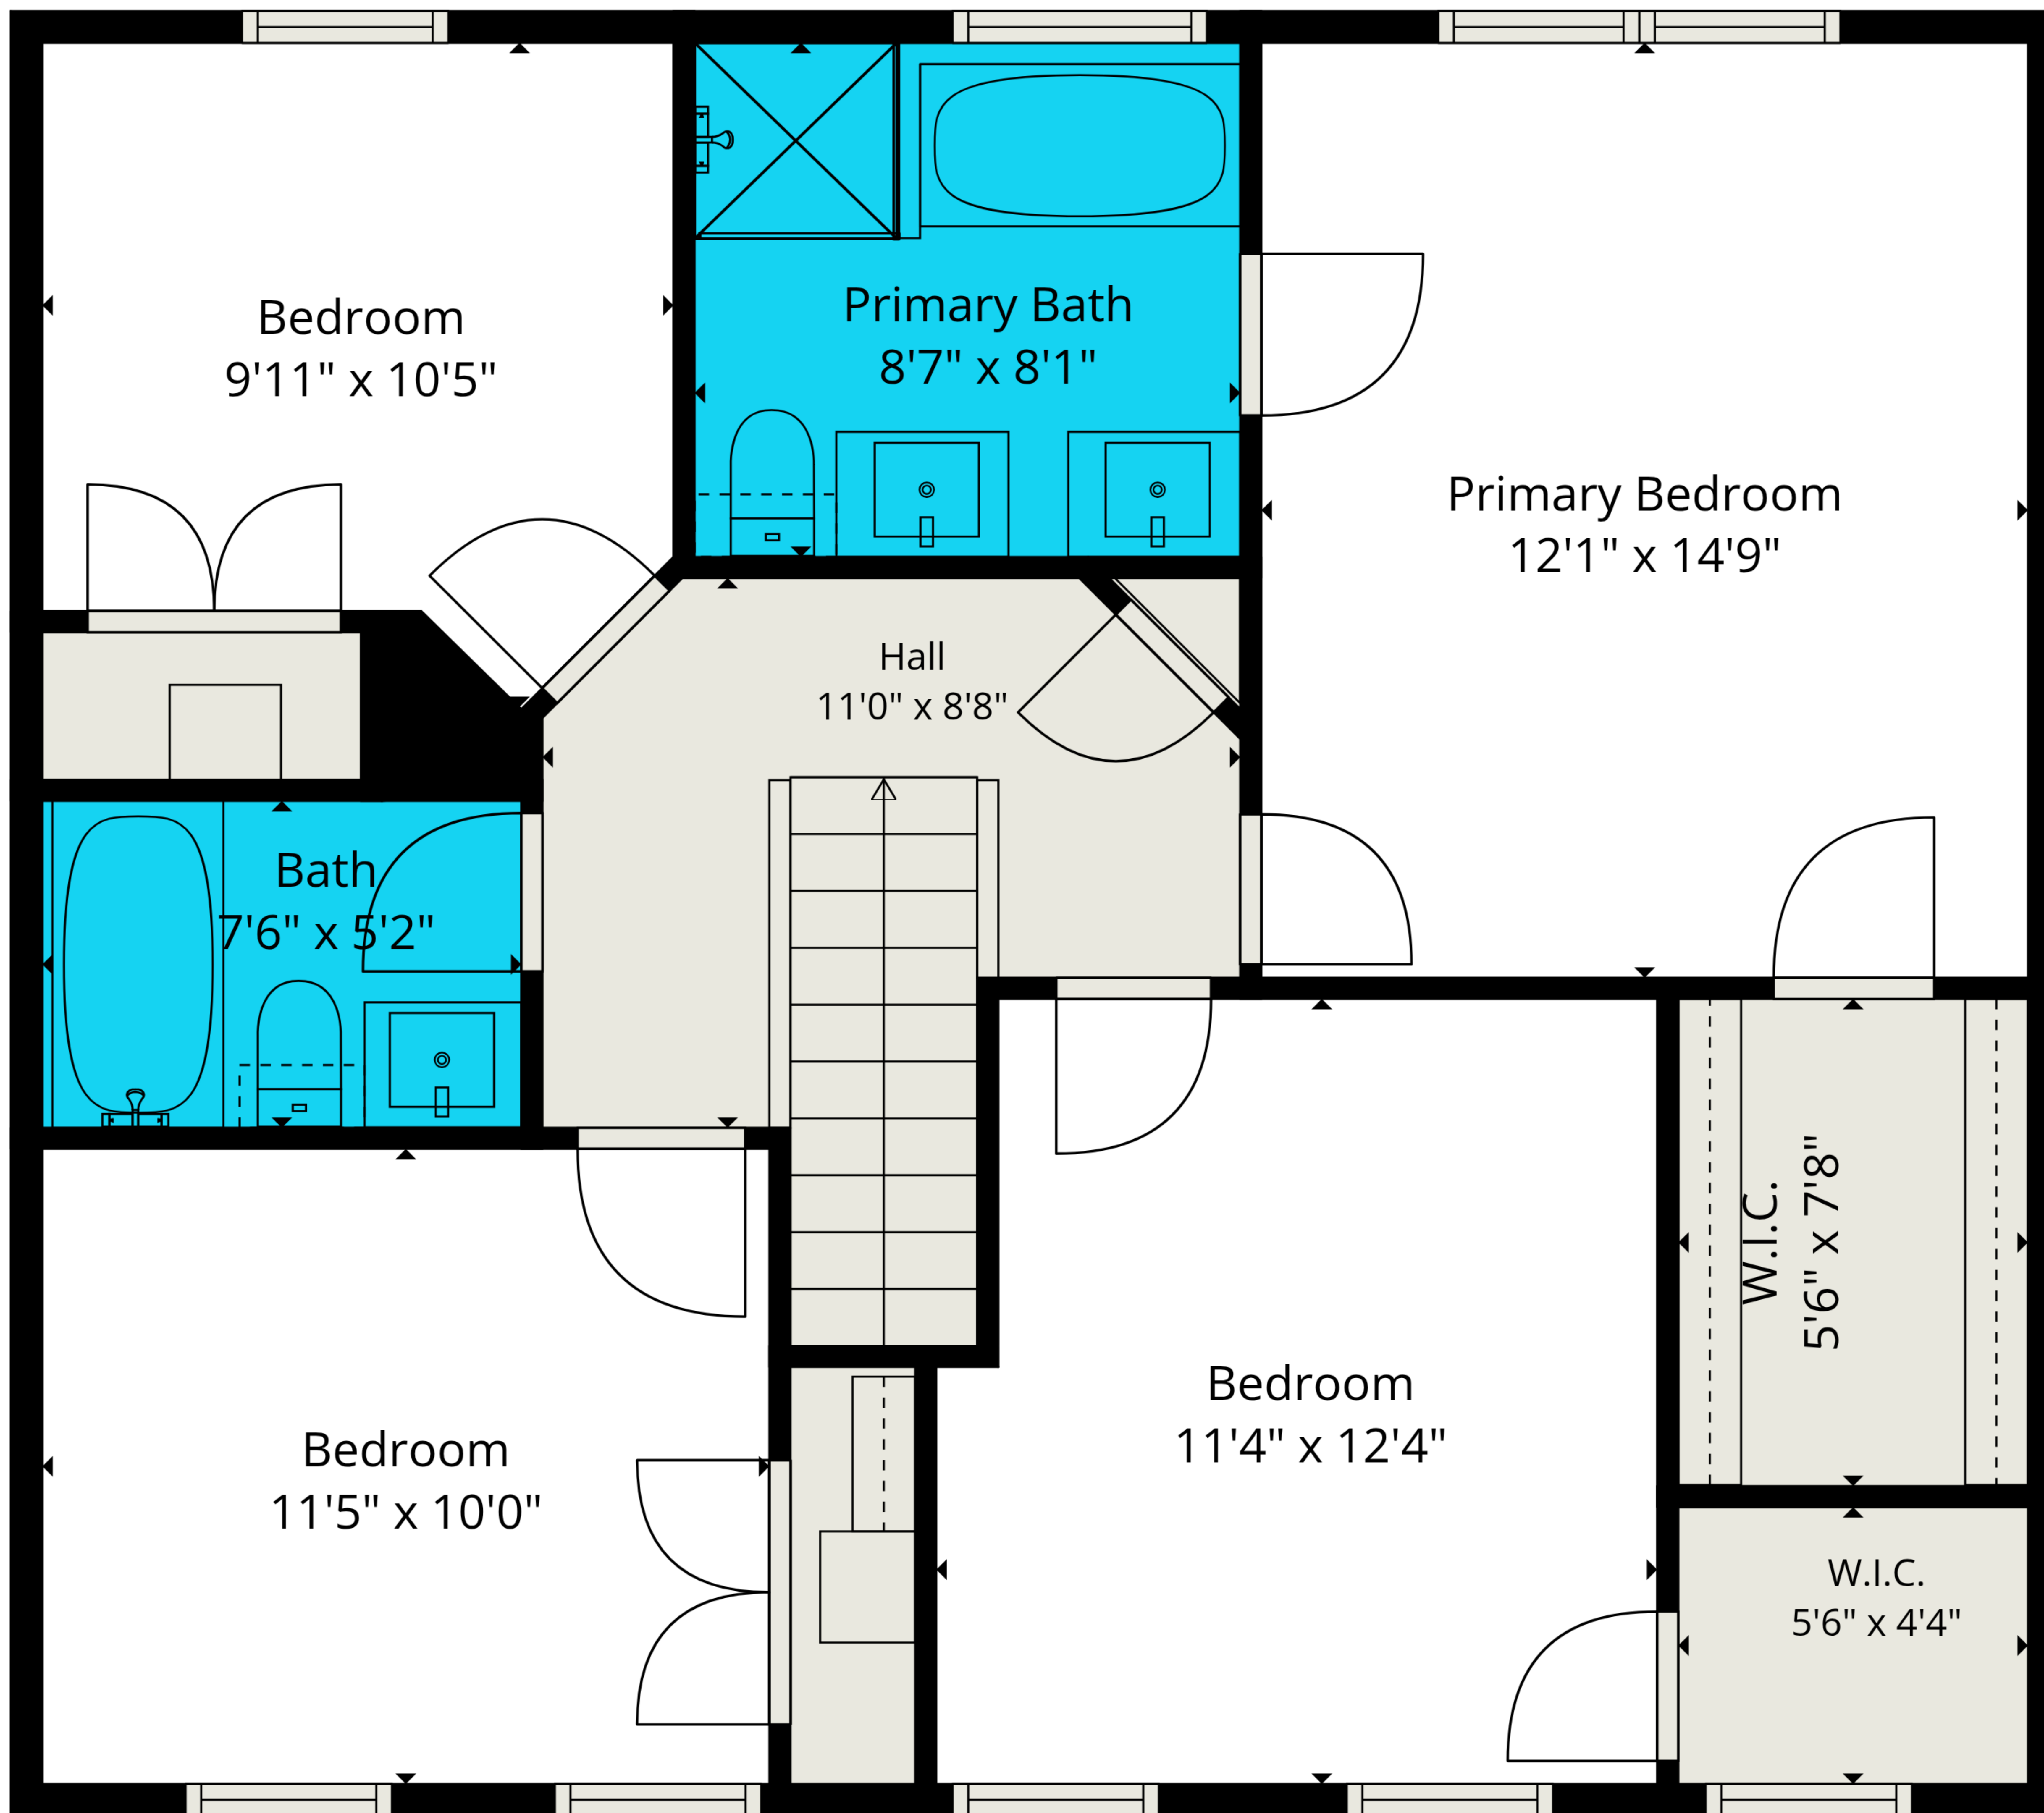 Bedroom
9'11" x 10'5"
Primary Bath
8'7" x 8'1"
Primary Bedroom
12'1" x 14'9"
Hall
11'0" x 8'8"
Bath
7'6" x 5'2"
W.I.C.
5'6" x 7'8"
Bedroom
11'4" x 12'4"
Bedroom
11'5" x 10'0"
W.I.C.
5'6" x 4'4"